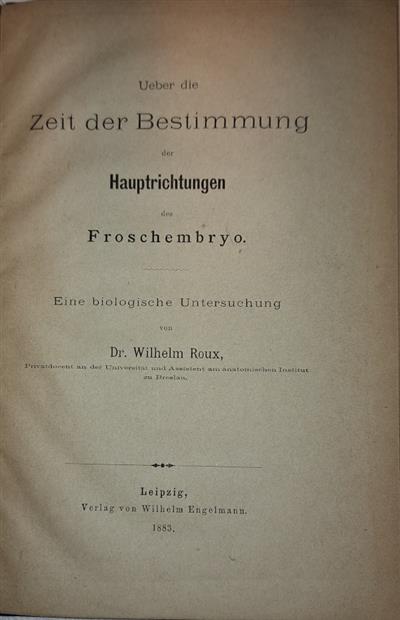 Ueber die
Zeit der Bestimmung
der
Hauptrichtungen
des
Froschembryo.
Eine biologische Untersuchung
von
Dr. Wilhelm Roux,
Privatdocent an der Universität und Assistent am anatomischen Institut
zu Breslau.
Leipzig,
Verlag von Wilhelm Engelmann.
1883.